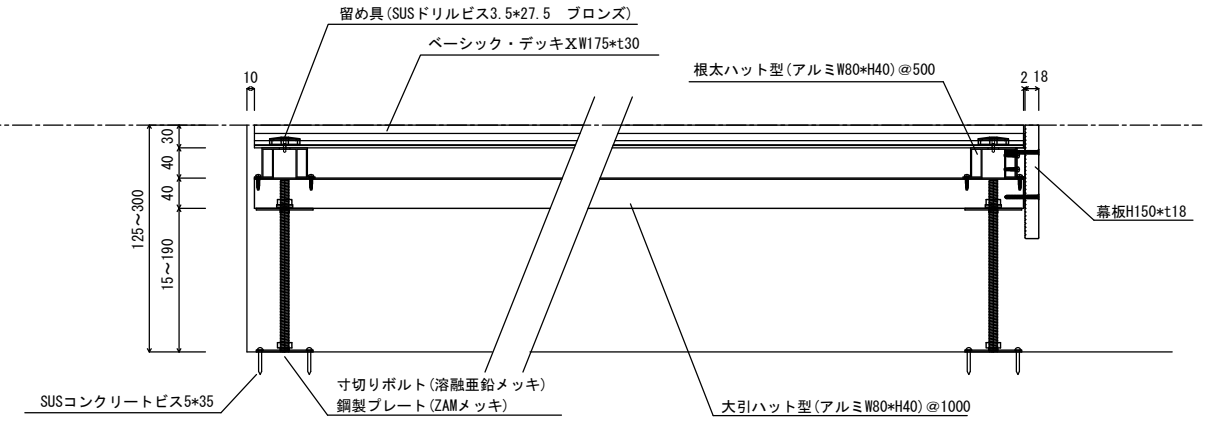 留め具(SUSドリルビス3.5*27.5 ブロンズ)
ベーシック・デッキXW175*t30
根太ハット型(アルミW80*H40)@500
10
2 18
30
40
40
125~300
15~190
幕板H150*t18
SUSコンクリートビス5*35
寸切りボルト(溶融亜鉛メッキ)
鋼製プレート(ZAMメッキ)
大引ハット型(アルミW80*H40)@1000